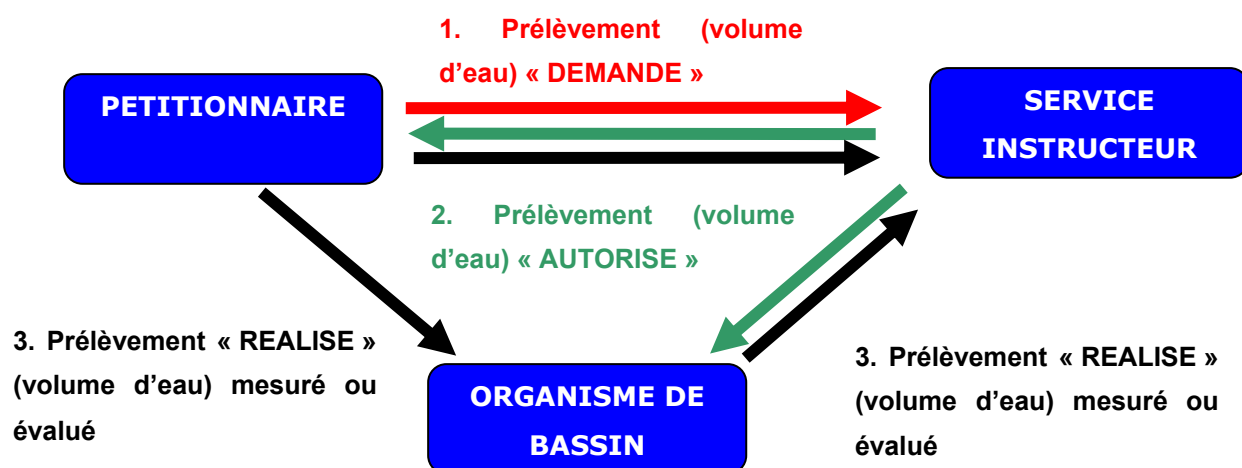 1. Prélèvement (volume
d’eau) « DEMANDE »
PETITIONNAIRE
SERVICE
INSTRUCTEUR
2. Prélèvement (volume
d’eau) « AUTORISE »
3. Prélèvement « REALISE »
(volume d’eau) mesuré ou
évalué
ORGANISME DE
BASSIN
3. Prélèvement « REALISE »
(volume d’eau) mesuré ou
évalué